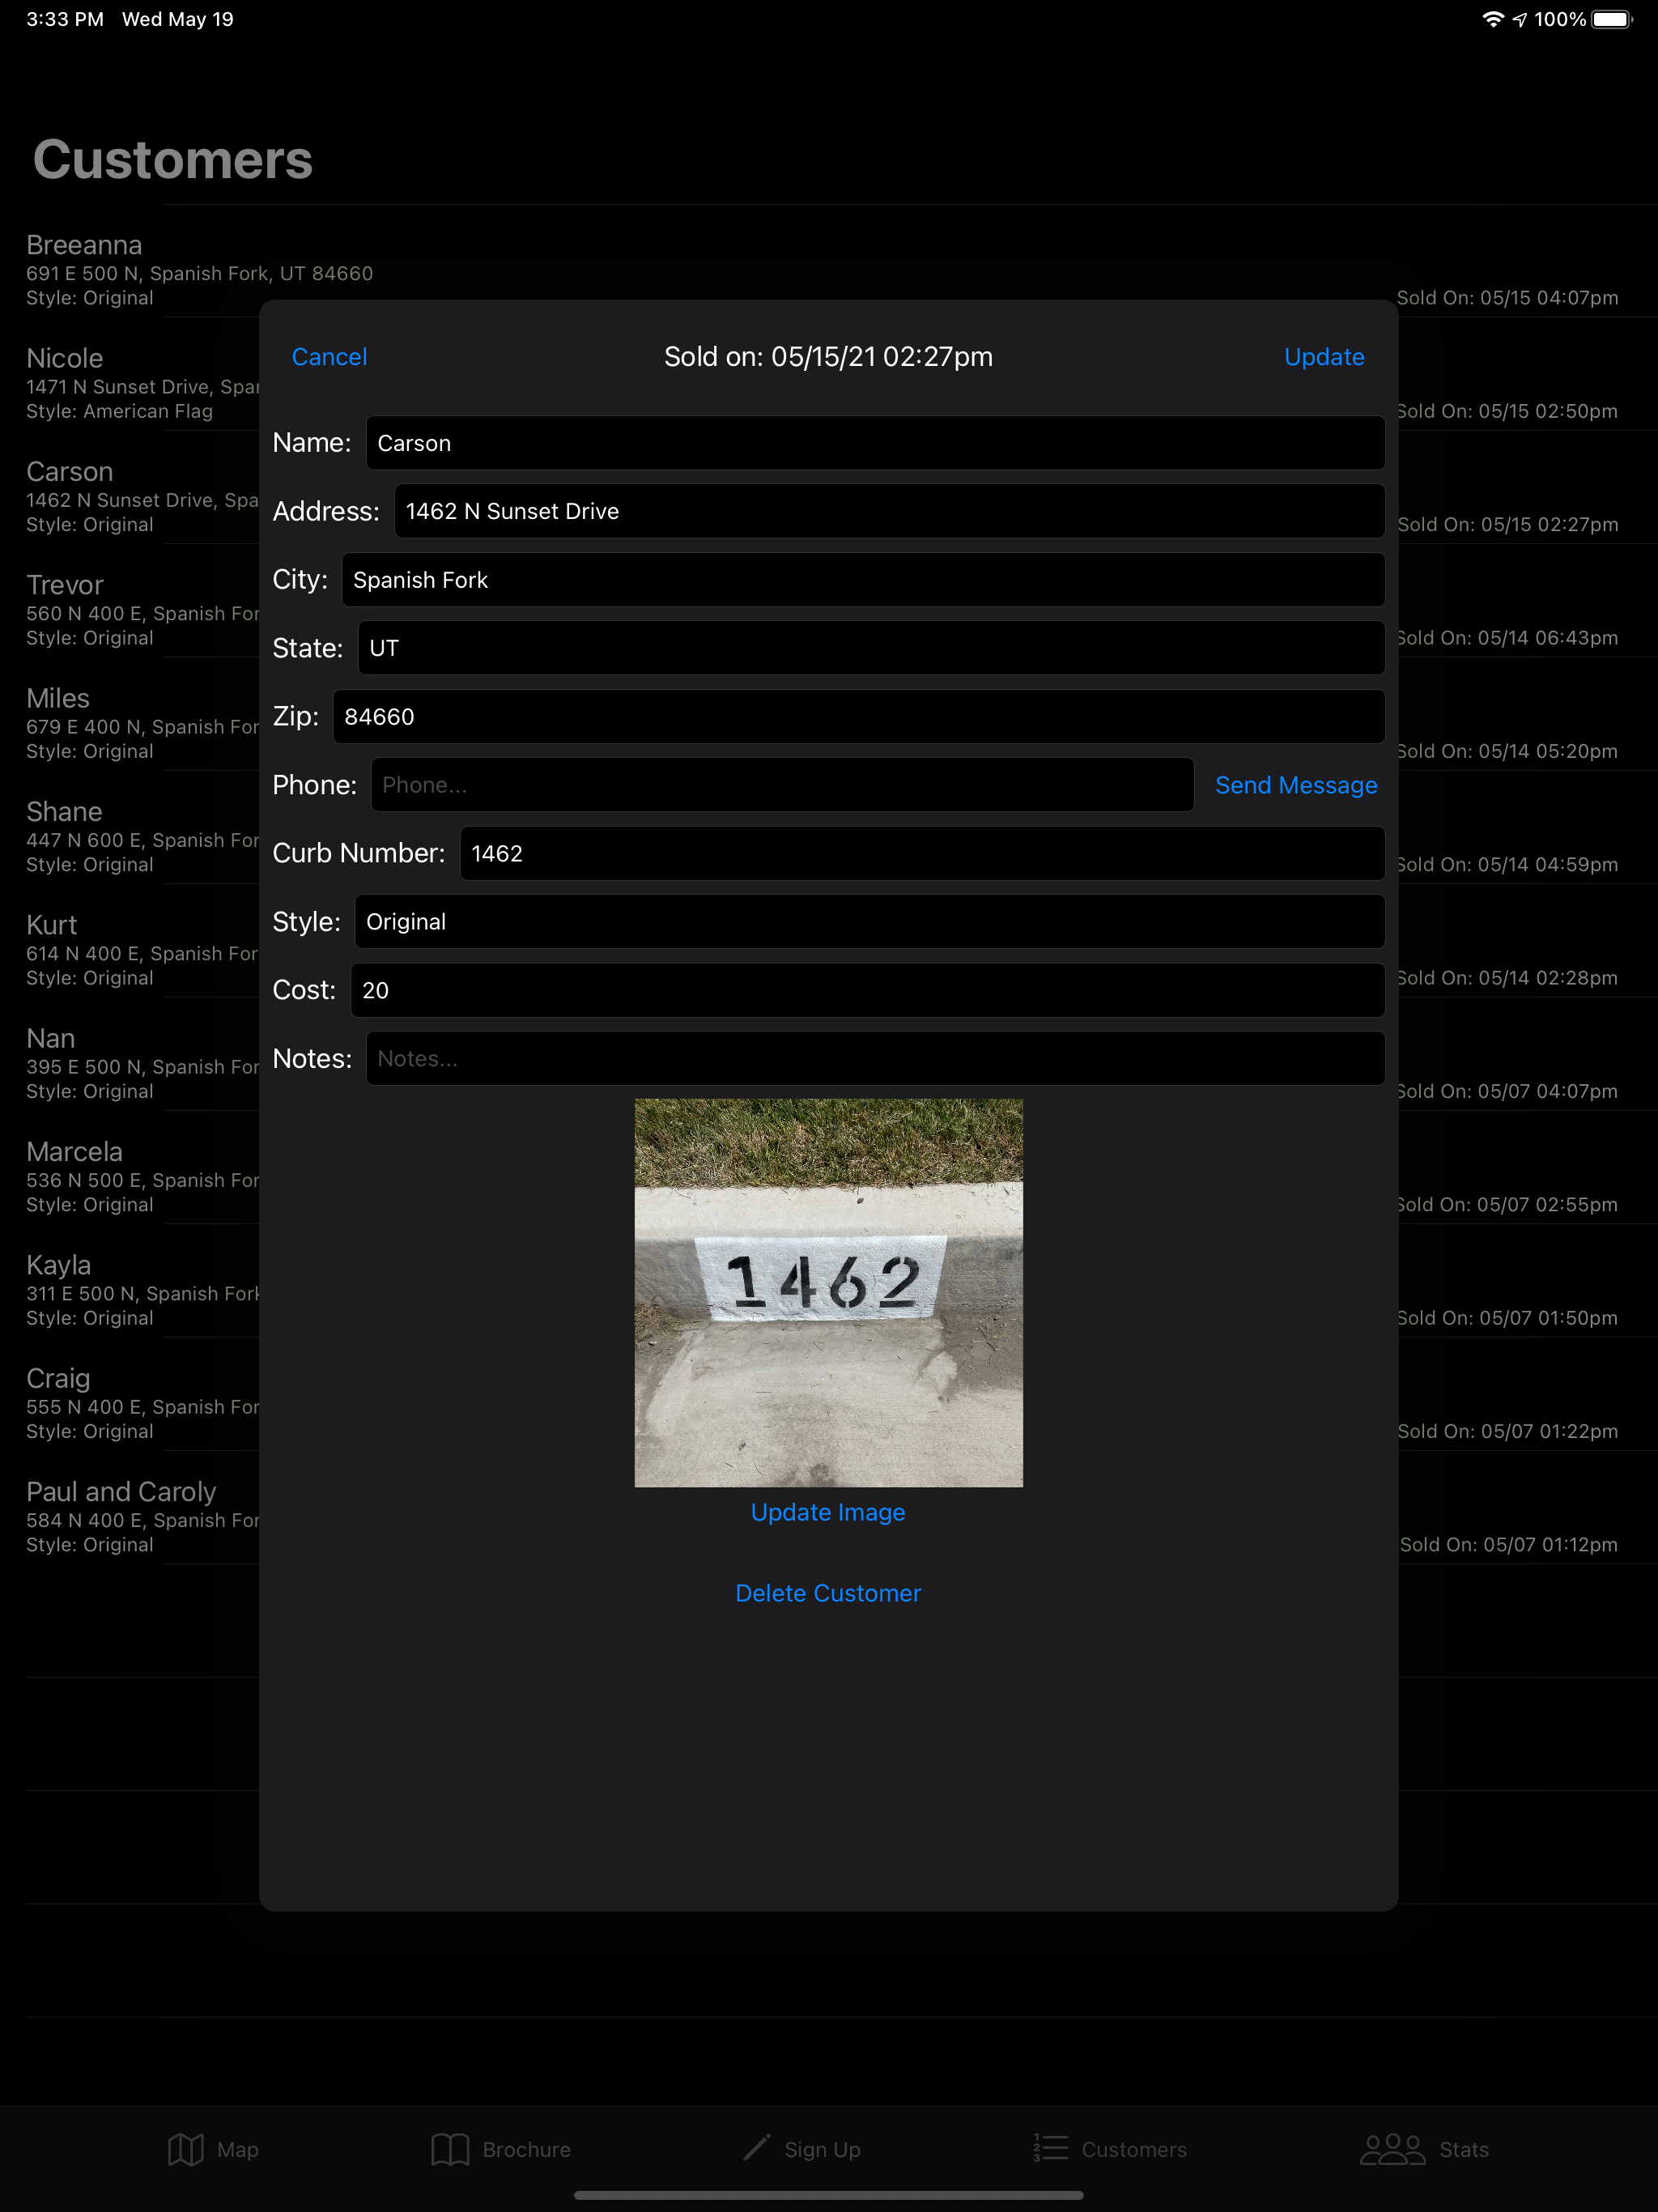 3:33 PM Wed May 19
100%
Customers
Breeanna
691 E 500 N, Spanish Fork, UT 84660
Style: Original
Sold On: 05/15 04:07pm
Nicole
1471 N Sunset Drive,
Style: American Flag
Sold On: 05/15 02:50pm
Carson
1462 N Sunset Drive,
Style: Original
Sold On: 05/15 02:27pm
Trevor
560 N 400 E, Spanish
Style: Original
Sold On: 05/14 06:43pm
Miles
679 E 400 N, Spanish
Style: Original
Sold On: 05/14 05:20pm
Shane
447 N 600 E, Spanish
Style: Original
Sold On: 05/14 04:59pm
Kurt
614 N 400 E, Spanish
Style: Original
Sold On: 05/14 02:28pm
Nan
395 E 500 N, Spanish
Style: Original
Sold On: 05/07 04:07pm
Marcela
536 N 500 E, Spanish
Style: Original
Sold On: 05/07 02:55pm
Kayla
311 E 500 N, Spanish Fork
Style: Original
Sold On: 05/07 01:50pm
Craig
555 N 400 E, Spanish
Style: Original
Sold On: 05/07 01:22pm
Paul and Caroly
584 N 400 E, Spanish
Style: Original
Sold On: 05/07 01:12pm
Cancel
Sold on: 05/15/21 02:27pm
Update
Name: Carson
Address: 1462 N Sunset Drive
City: Spanish Fork
State: UT
Zip: 84660
Phone: Phone... Send Message
Curb Number: 1462
Style: Original
Cost: 20
Notes: Notes...
1462
Update Image
Delete Customer
Map
Brochure
Sign Up
Customers
Stats